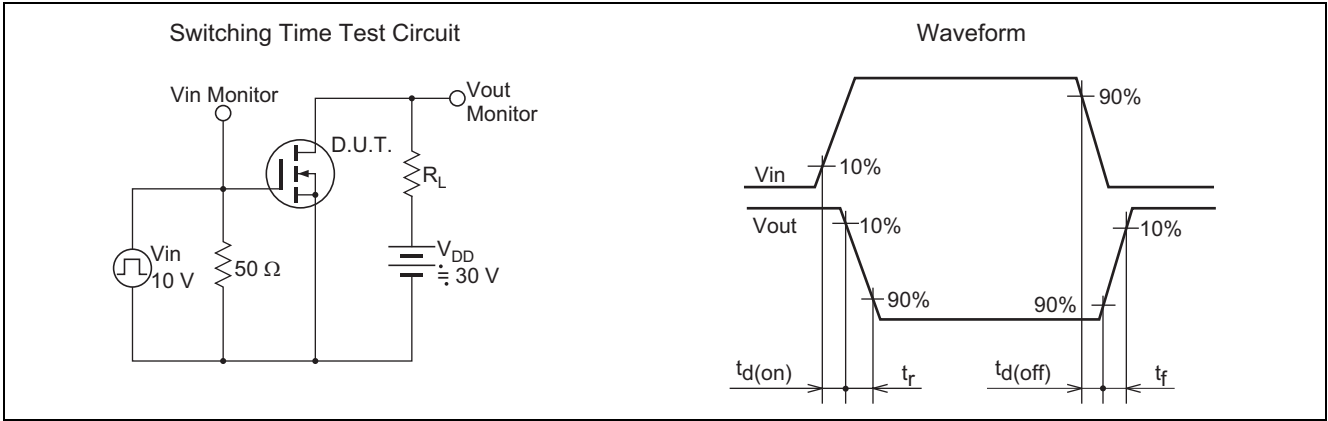 Switching Time Test Circuit
Vin Monitor
Vout
Monitor
D.U.T.
RL
Vin
10 V
50 Ω
VDD
≒ 30 V
Waveform
90%
10%
Vin
Vout
10%
10%
90%
90%
td(on)
tr
td(off)
tf